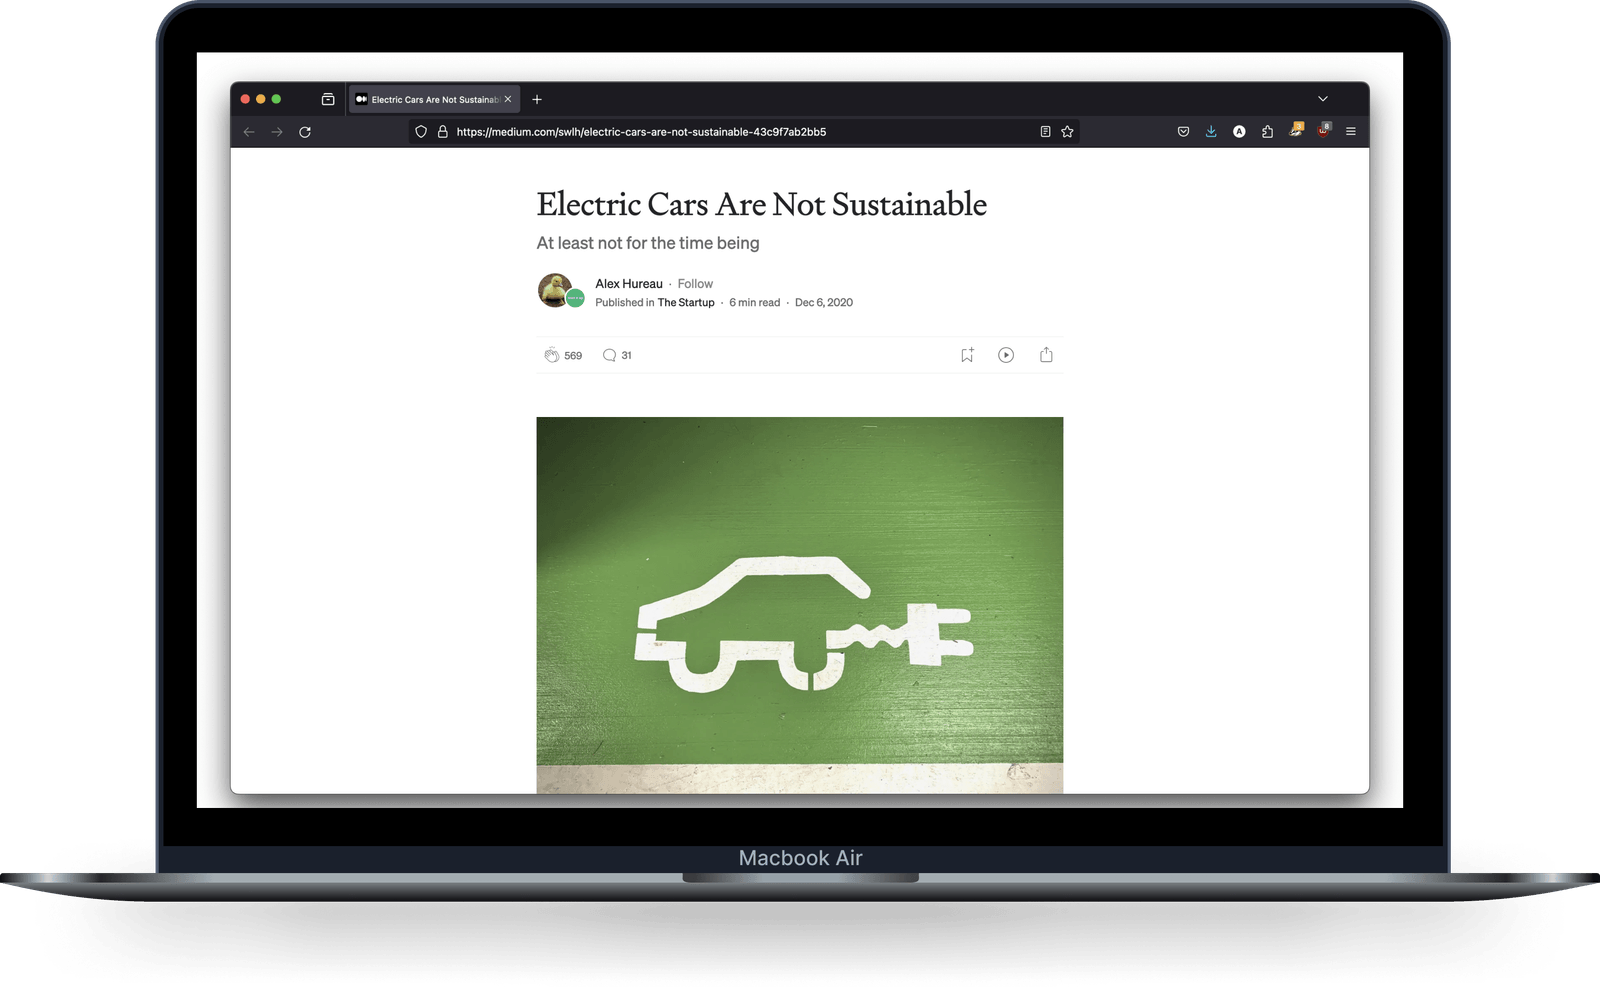 Electric Cars Are Not Sustainabl
https://medium.com/swlh/electric-cars-are-not-sustainable-43c9f7ab2bb5
A
8
Electric Cars Are Not Sustainable
At least not for the time being
Alex Hureau · Follow
Published in The Startup · 6 min read · Dec 6, 2020
569 31
Macbook Air